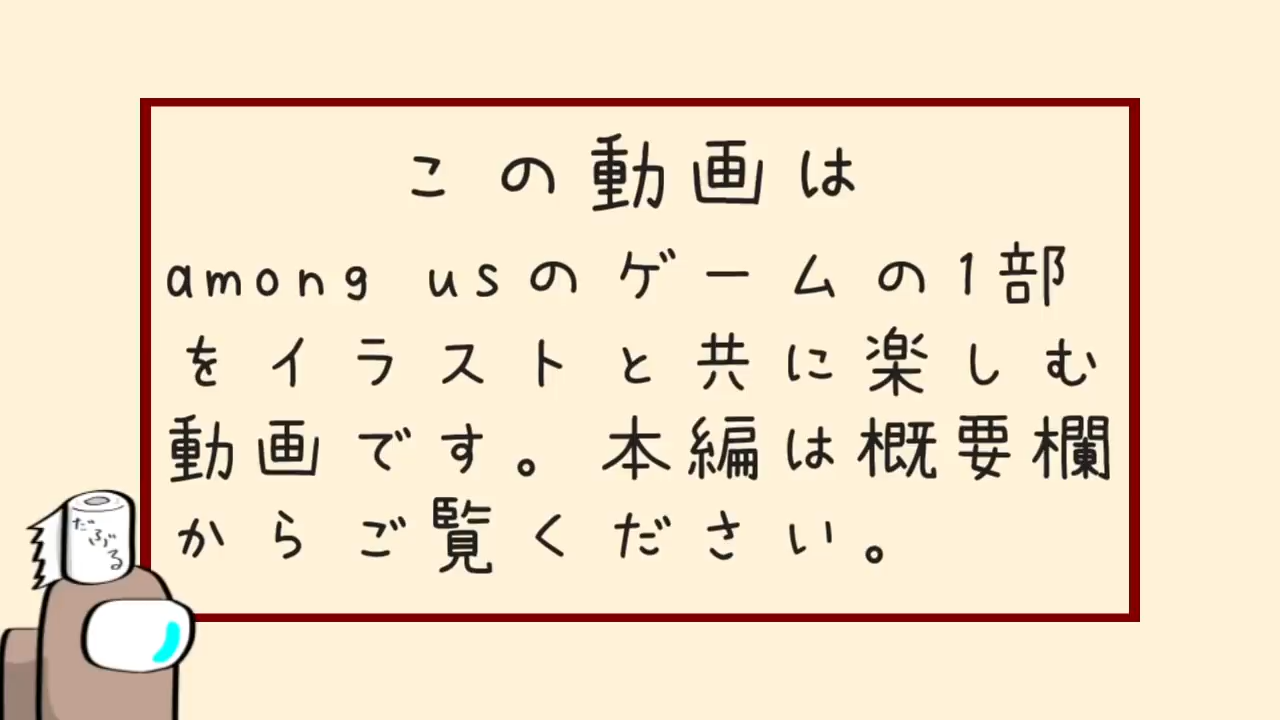 この動画は
among usのゲームの1部
をイラストと共に楽しむ
動画です。本編は概要欄
からご覧ください。
だぶる